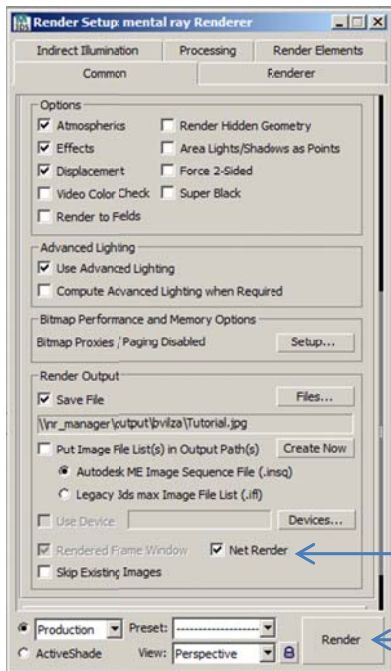 Render Setup: mental ray Renderer
Indirect Illumination Processing Render Elements
Common Renderer
Options
Atmospherics Render Hidden Geometry
Effects Area Lights/Shadows as Points
Displacement Force 2-Sided
Video Color Check Super Black
Render to Fields
Advanced Lighting
Use Advanced Lighting
Compute Advanced Lighting when Required
Bitmap Performance and Memory Options
Bitmap Proxies / Paging Disabled Setup...
Render Output
Save File Files...
\\nr_manager\output\bvilza\Tutorial.jpg
Put Image File List(s) in Output Path(s) Create Now
Autodesk ME Image Sequence File (.imsq)
Legacy 3ds max Image File List (.ifl)
Use Device Devices...
Rendered Frame Window Net Render
Skip Existing Images
Production Preset: --------------------
ActiveShade View: Perspective Render